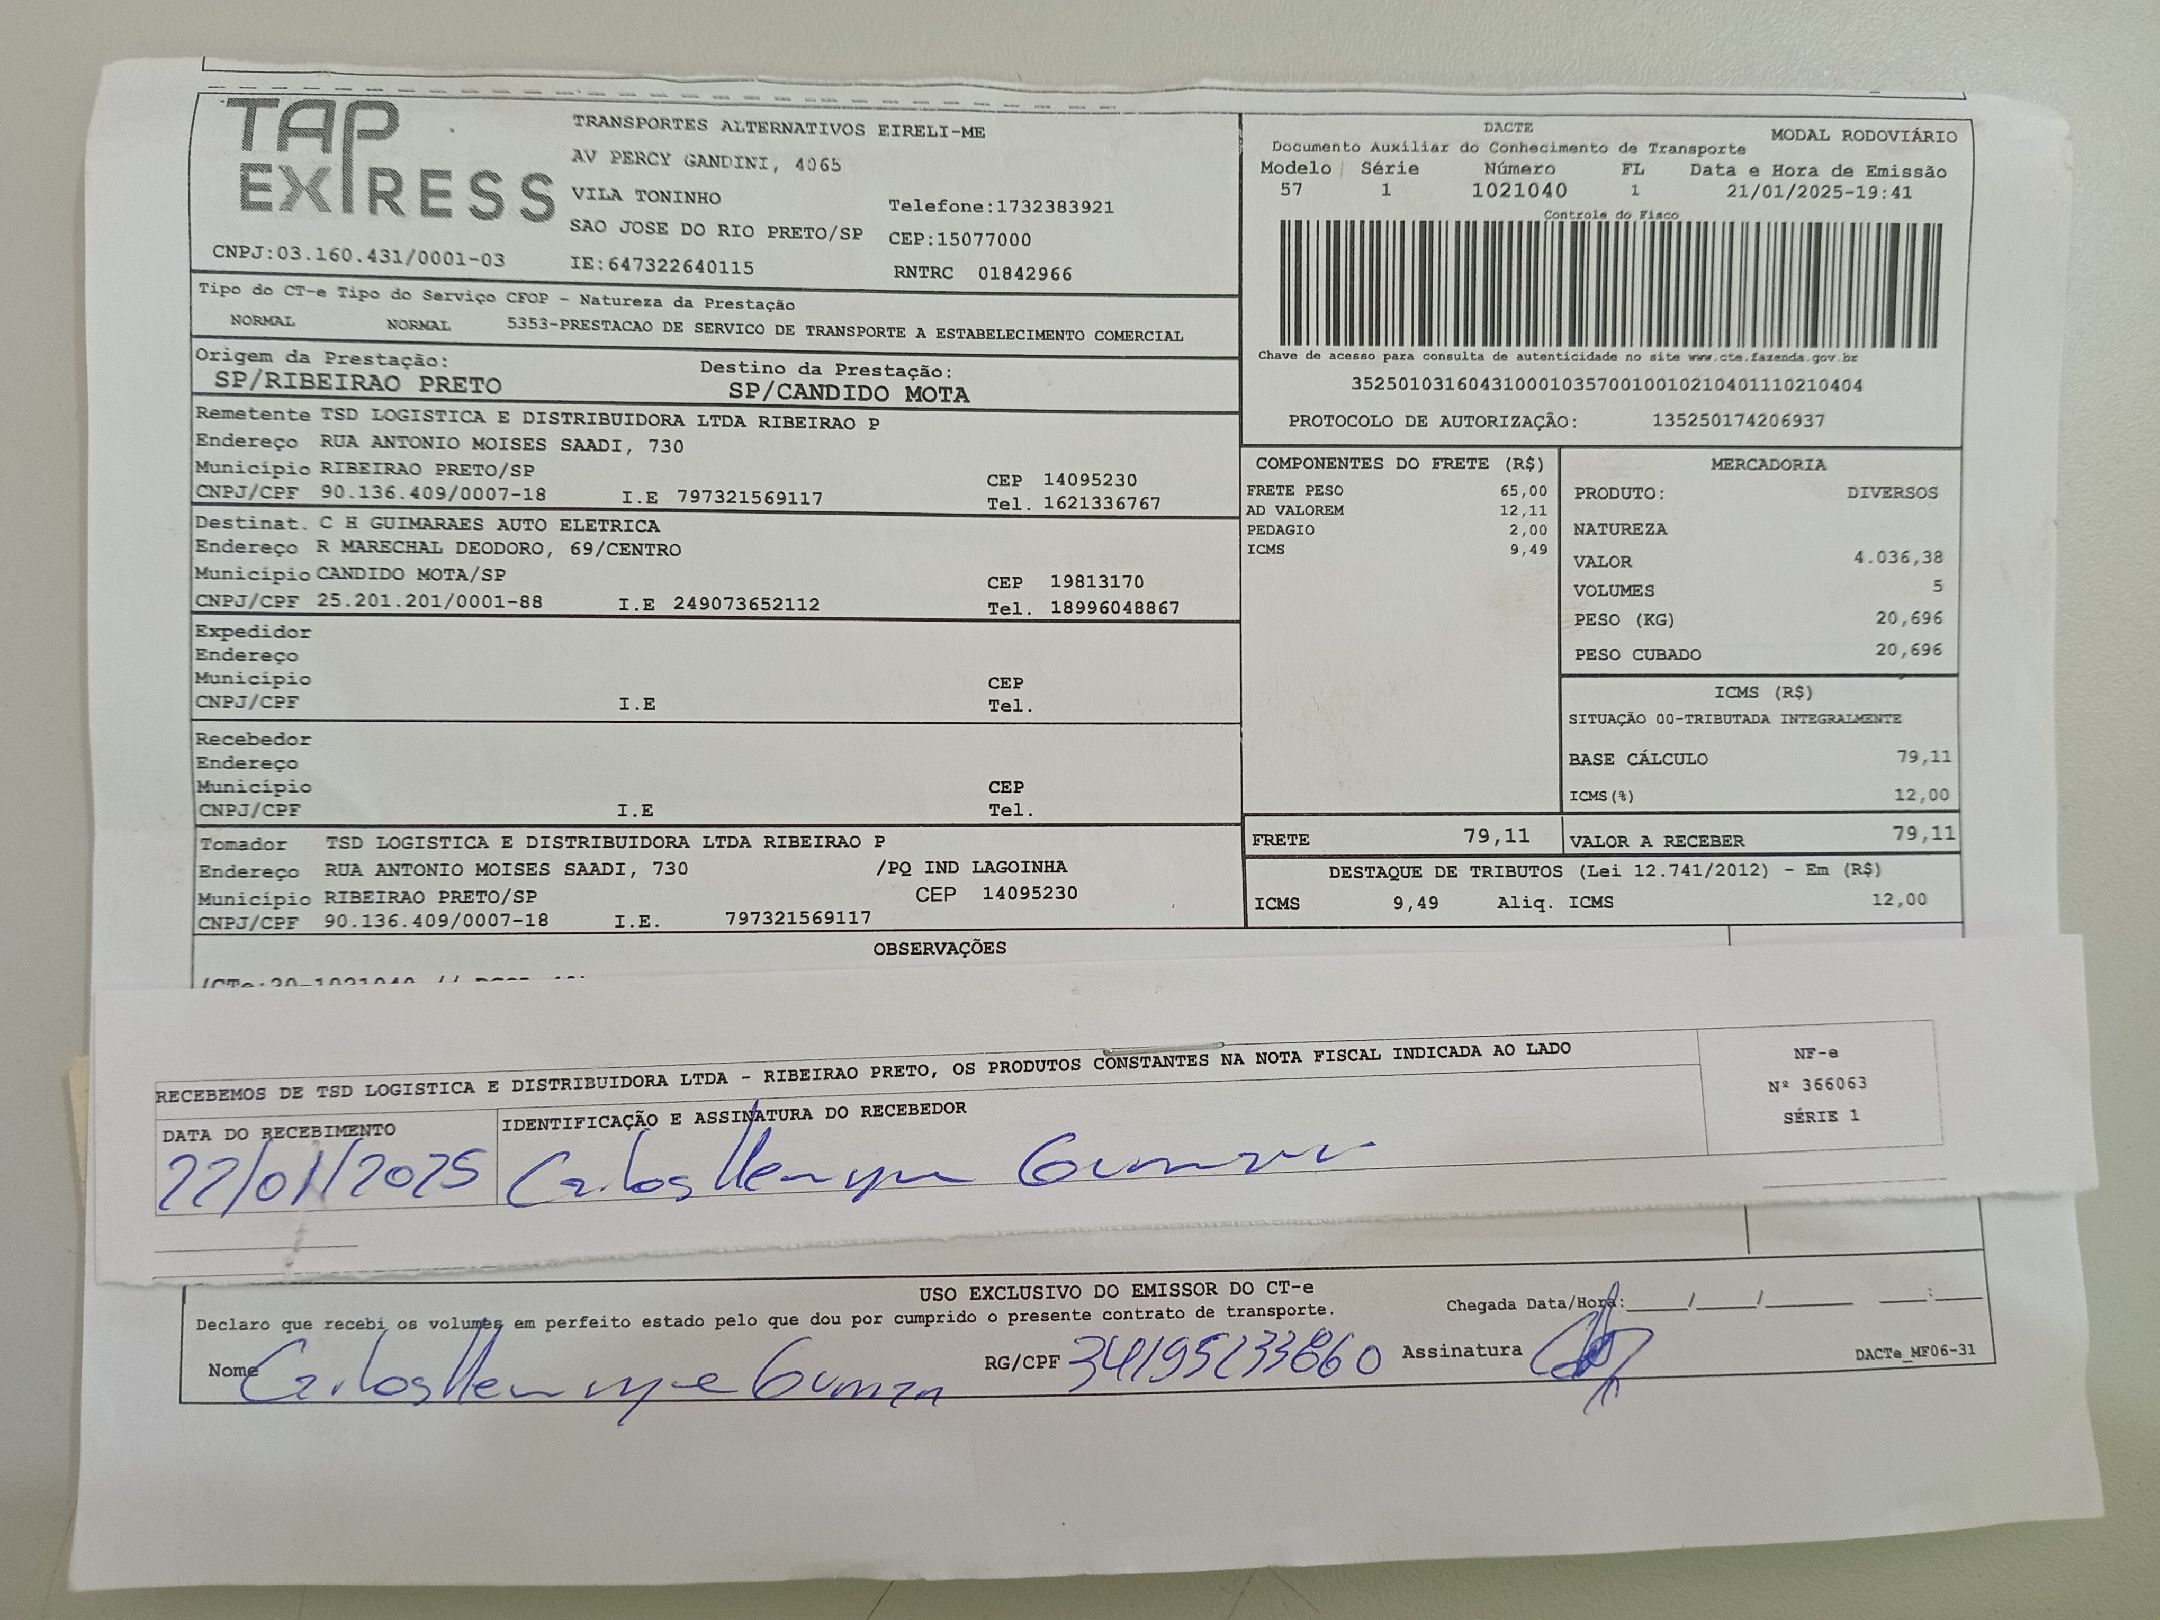 TAP EXPRESS
TRANSPORTES ALTERNATIVOS EIRELI-ME
AV PERCY GANDINI, 4065
VILA TONINHO
Telefone:1732383921
SAO JOSE DO RIO PRETO/SP CEP:15077000
CNPJ:03.160.431/0001-03 IE:647322640115 RNTRC 01842966
DACTE MODAL RODOVIÁRIO
Documento Auxiliar do Conhecimento de Transporte
Modelo Série Número FL Data e Hora de Emissão
57 1 1021040 1 21/01/2025-19:41
Controle do Fisco
Chave de acesso para consulta de autenticidade no site www.cte.fazenda.gov.br
35250103160431000103570010010210401110210404
PROTOCOLO DE AUTORIZAÇÃO: 135250174206937
Tipo do CT-e Tipo do Serviço CFOP - Natureza da Prestação
NORMAL NORMAL 5353-PRESTACAO DE SERVICO DE TRANSPORTE A ESTABELECIMENTO COMERCIAL
Origem da Prestação: Destino da Prestação:
SP/RIBEIRAO PRETO SP/CANDIDO MOTA
Remetente TSD LOGISTICA E DISTRIBUIDORA LTDA RIBEIRAO P
Endereço RUA ANTONIO MOISES SAADI, 730
Município RIBEIRAO PRETO/SP CEP 14095230
CNPJ/CPF 90.136.409/0007-18 I.E 797321569117 Tel. 1621336767
Destinat. C H GUIMARAES AUTO ELETRICA
Endereço R MARECHAL DEODORO, 69/CENTRO
Município CANDIDO MOTA/SP CEP 19813170
CNPJ/CPF 25.201.201/0001-88 I.E 249073652112 Tel. 18996048867
Expedidor
Endereço
Município CEP
CNPJ/CPF I.E Tel.
Recebedor
Endereço
Município CEP
CNPJ/CPF I.E Tel.
Tomador TSD LOGISTICA E DISTRIBUIDORA LTDA RIBEIRAO P
Endereço RUA ANTONIO MOISES SAADI, 730 /PQ IND LAGOINHA
Município RIBEIRAO PRETO/SP CEP 14095230
CNPJ/CPF 90.136.409/0007-18 I.E. 797321569117
COMPONENTES DO FRETE (R$)
FRETE PESO 65,00
AD VALOREM 12,11
PEDAGIO 2,00
ICMS 9,49
MERCADORIA
PRODUTO: DIVERSOS
NATUREZA
VALOR 4.036,38
VOLUMES 5
PESO (KG) 20,696
PESO CUBADO 20,696
ICMS (R$)
SITUAÇÃO 00-TRIBUTADA INTEGRALMENTE
BASE CÁLCULO 79,11
ICMS(%) 12,00
FRETE 79,11 VALOR A RECEBER 79,11
DESTAQUE DE TRIBUTOS (Lei 12.741/2012) - Em (R$)
ICMS 9,49 Aliq. ICMS 12,00
OBSERVAÇÕES
RECEBEMOS DE TSD LOGISTICA E DISTRIBUIDORA LTDA - RIBEIRAO PRETO, OS PRODUTOS CONSTANTES NA NOTA FISCAL INDICADA AO LADO
NF-e
Nº 366063
SÉRIE 1
DATA DO RECEBIMENTO IDENTIFICAÇÃO E ASSINATURA DO RECEBEDOR
22/01/2025 Carlos Henrique
USO EXCLUSIVO DO EMISSOR DO CT-e
Declaro que recebi os volumes em perfeito estado pelo que dou por cumprido o presente contrato de transporte.
Chegada Data/Hora:____/____/______ ____:____
Nome Carlos Henrique RG/CPF 34195233860 Assinatura
DACTe_MF06-31